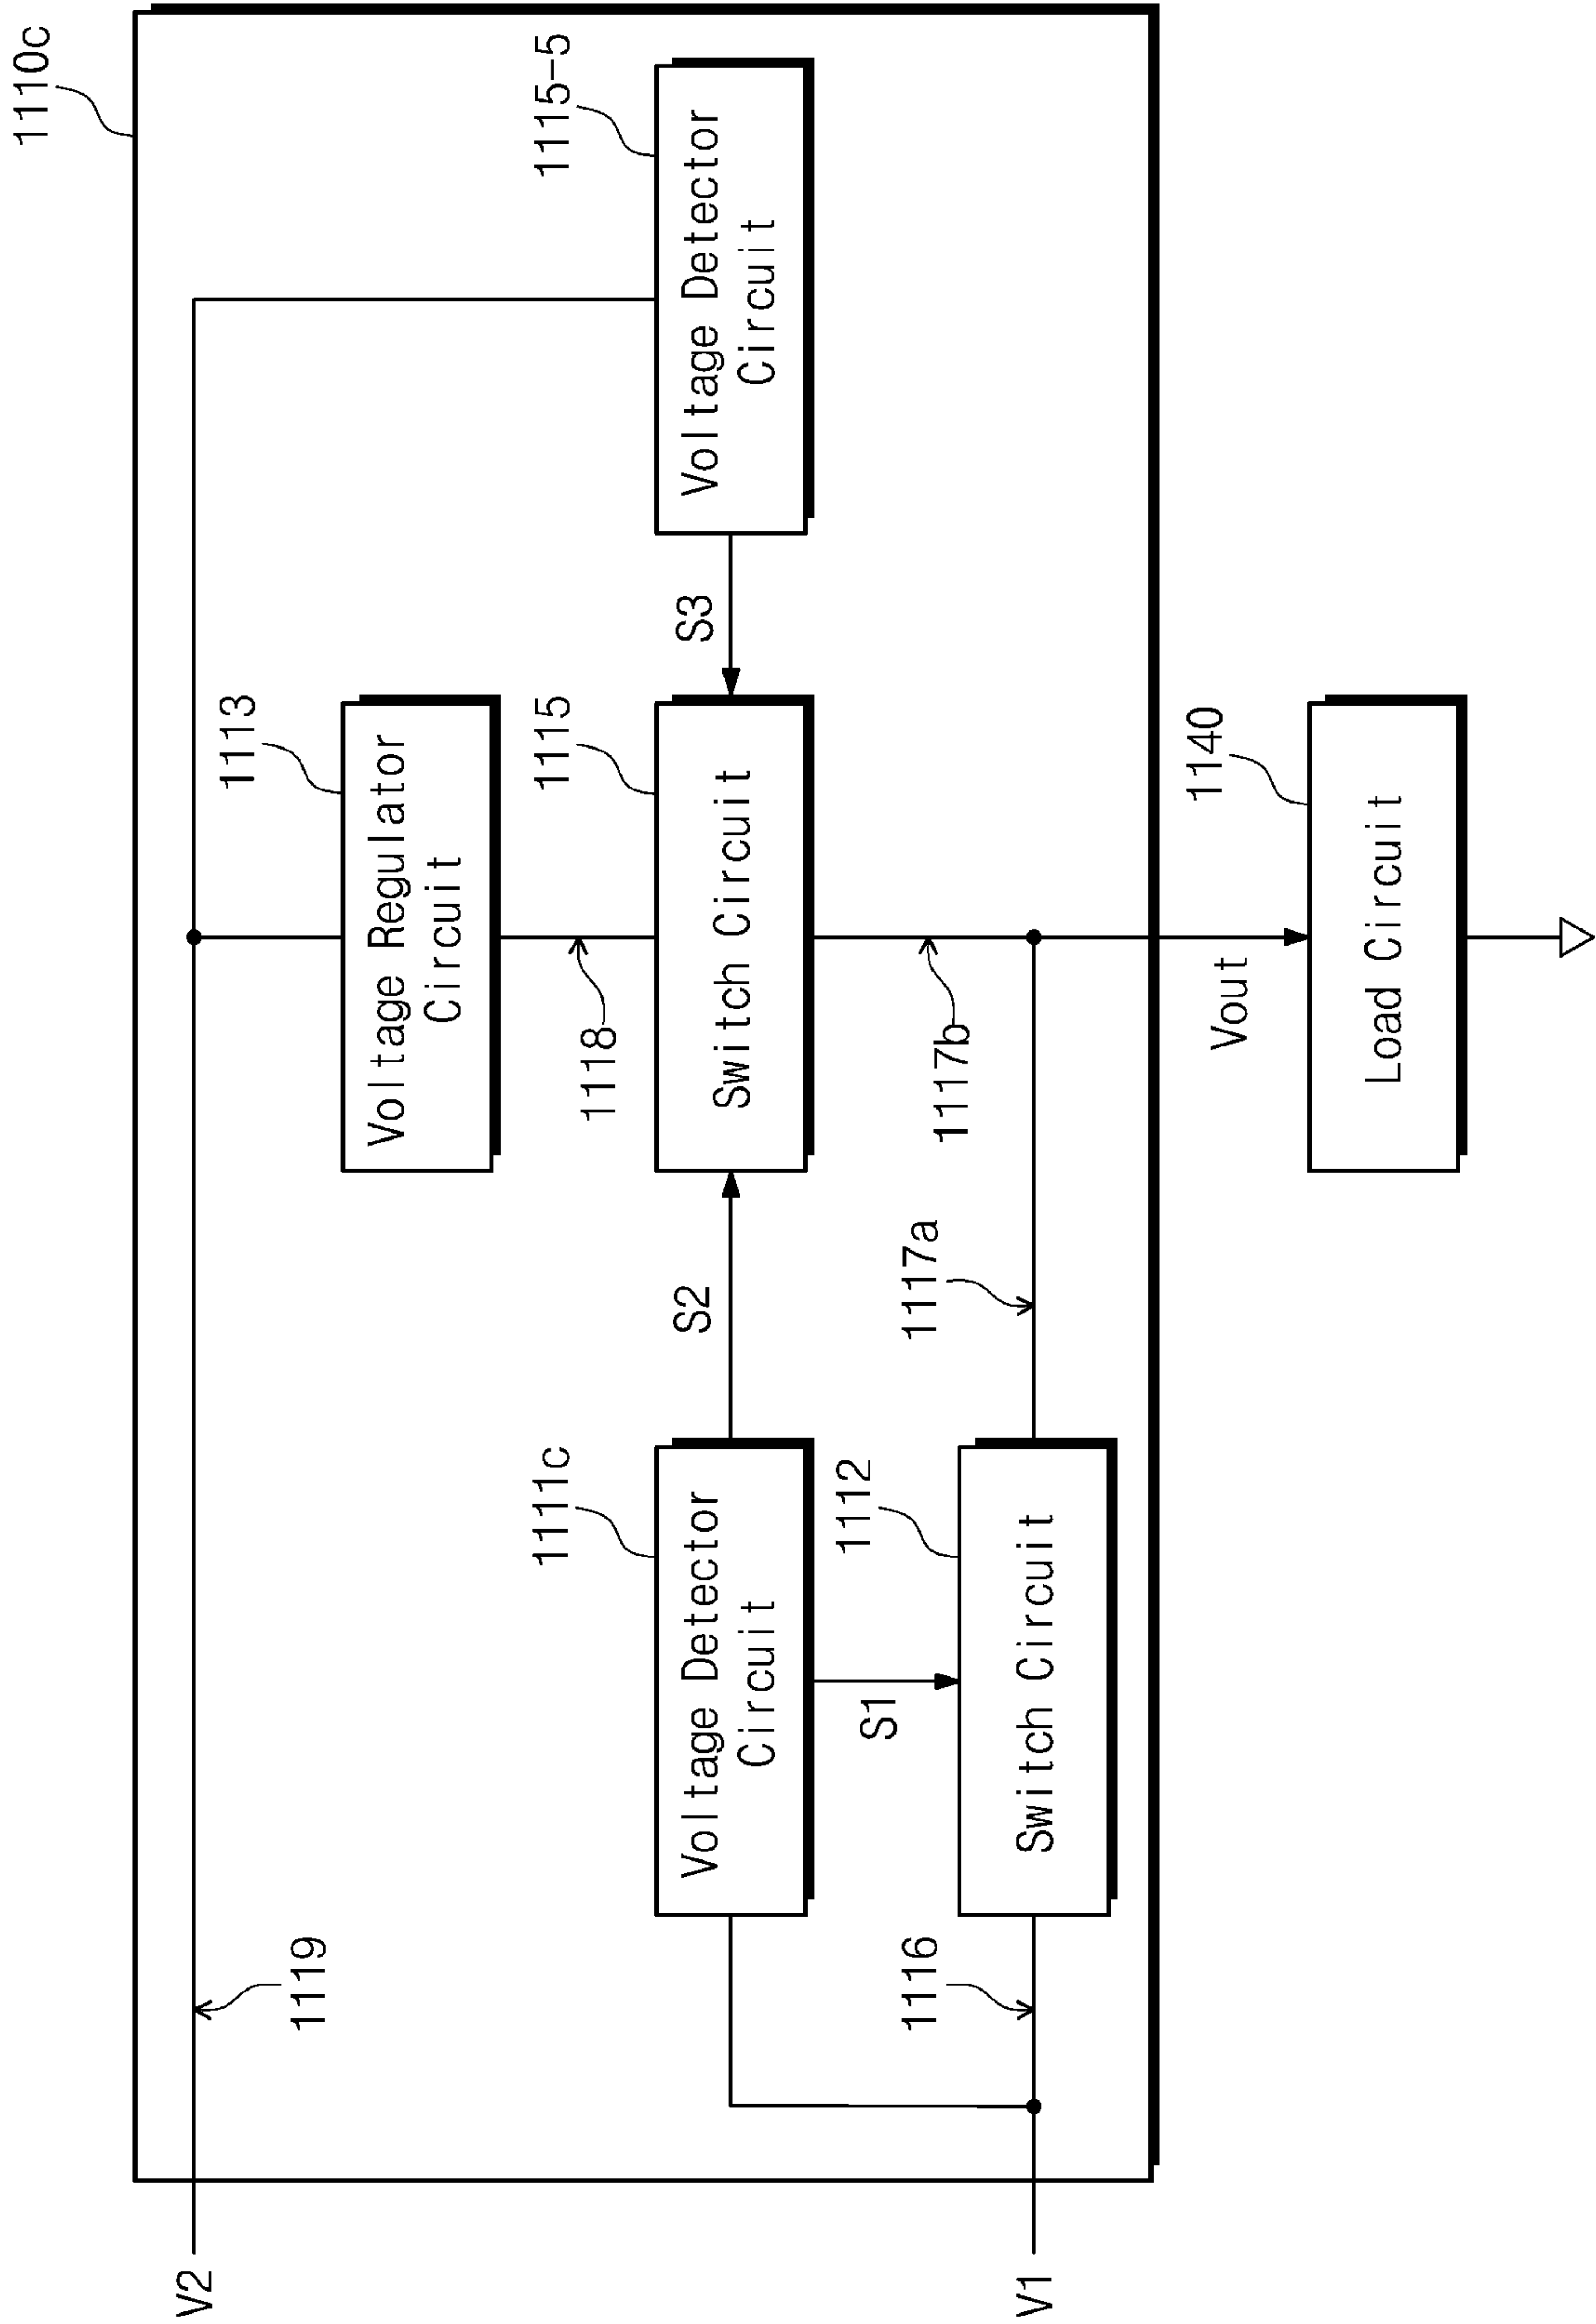 1110c
V2
1119
1113
Voltage Regulator
Circuit
1118
1111c
Voltage Detector
Circuit
S2
1115
Switch Circuit
S3
1115-5
Voltage Detector
Circuit
S1
1117b
V1
1116
1112
Switch Circuit
1117a
Vout
1140
Load Circuit